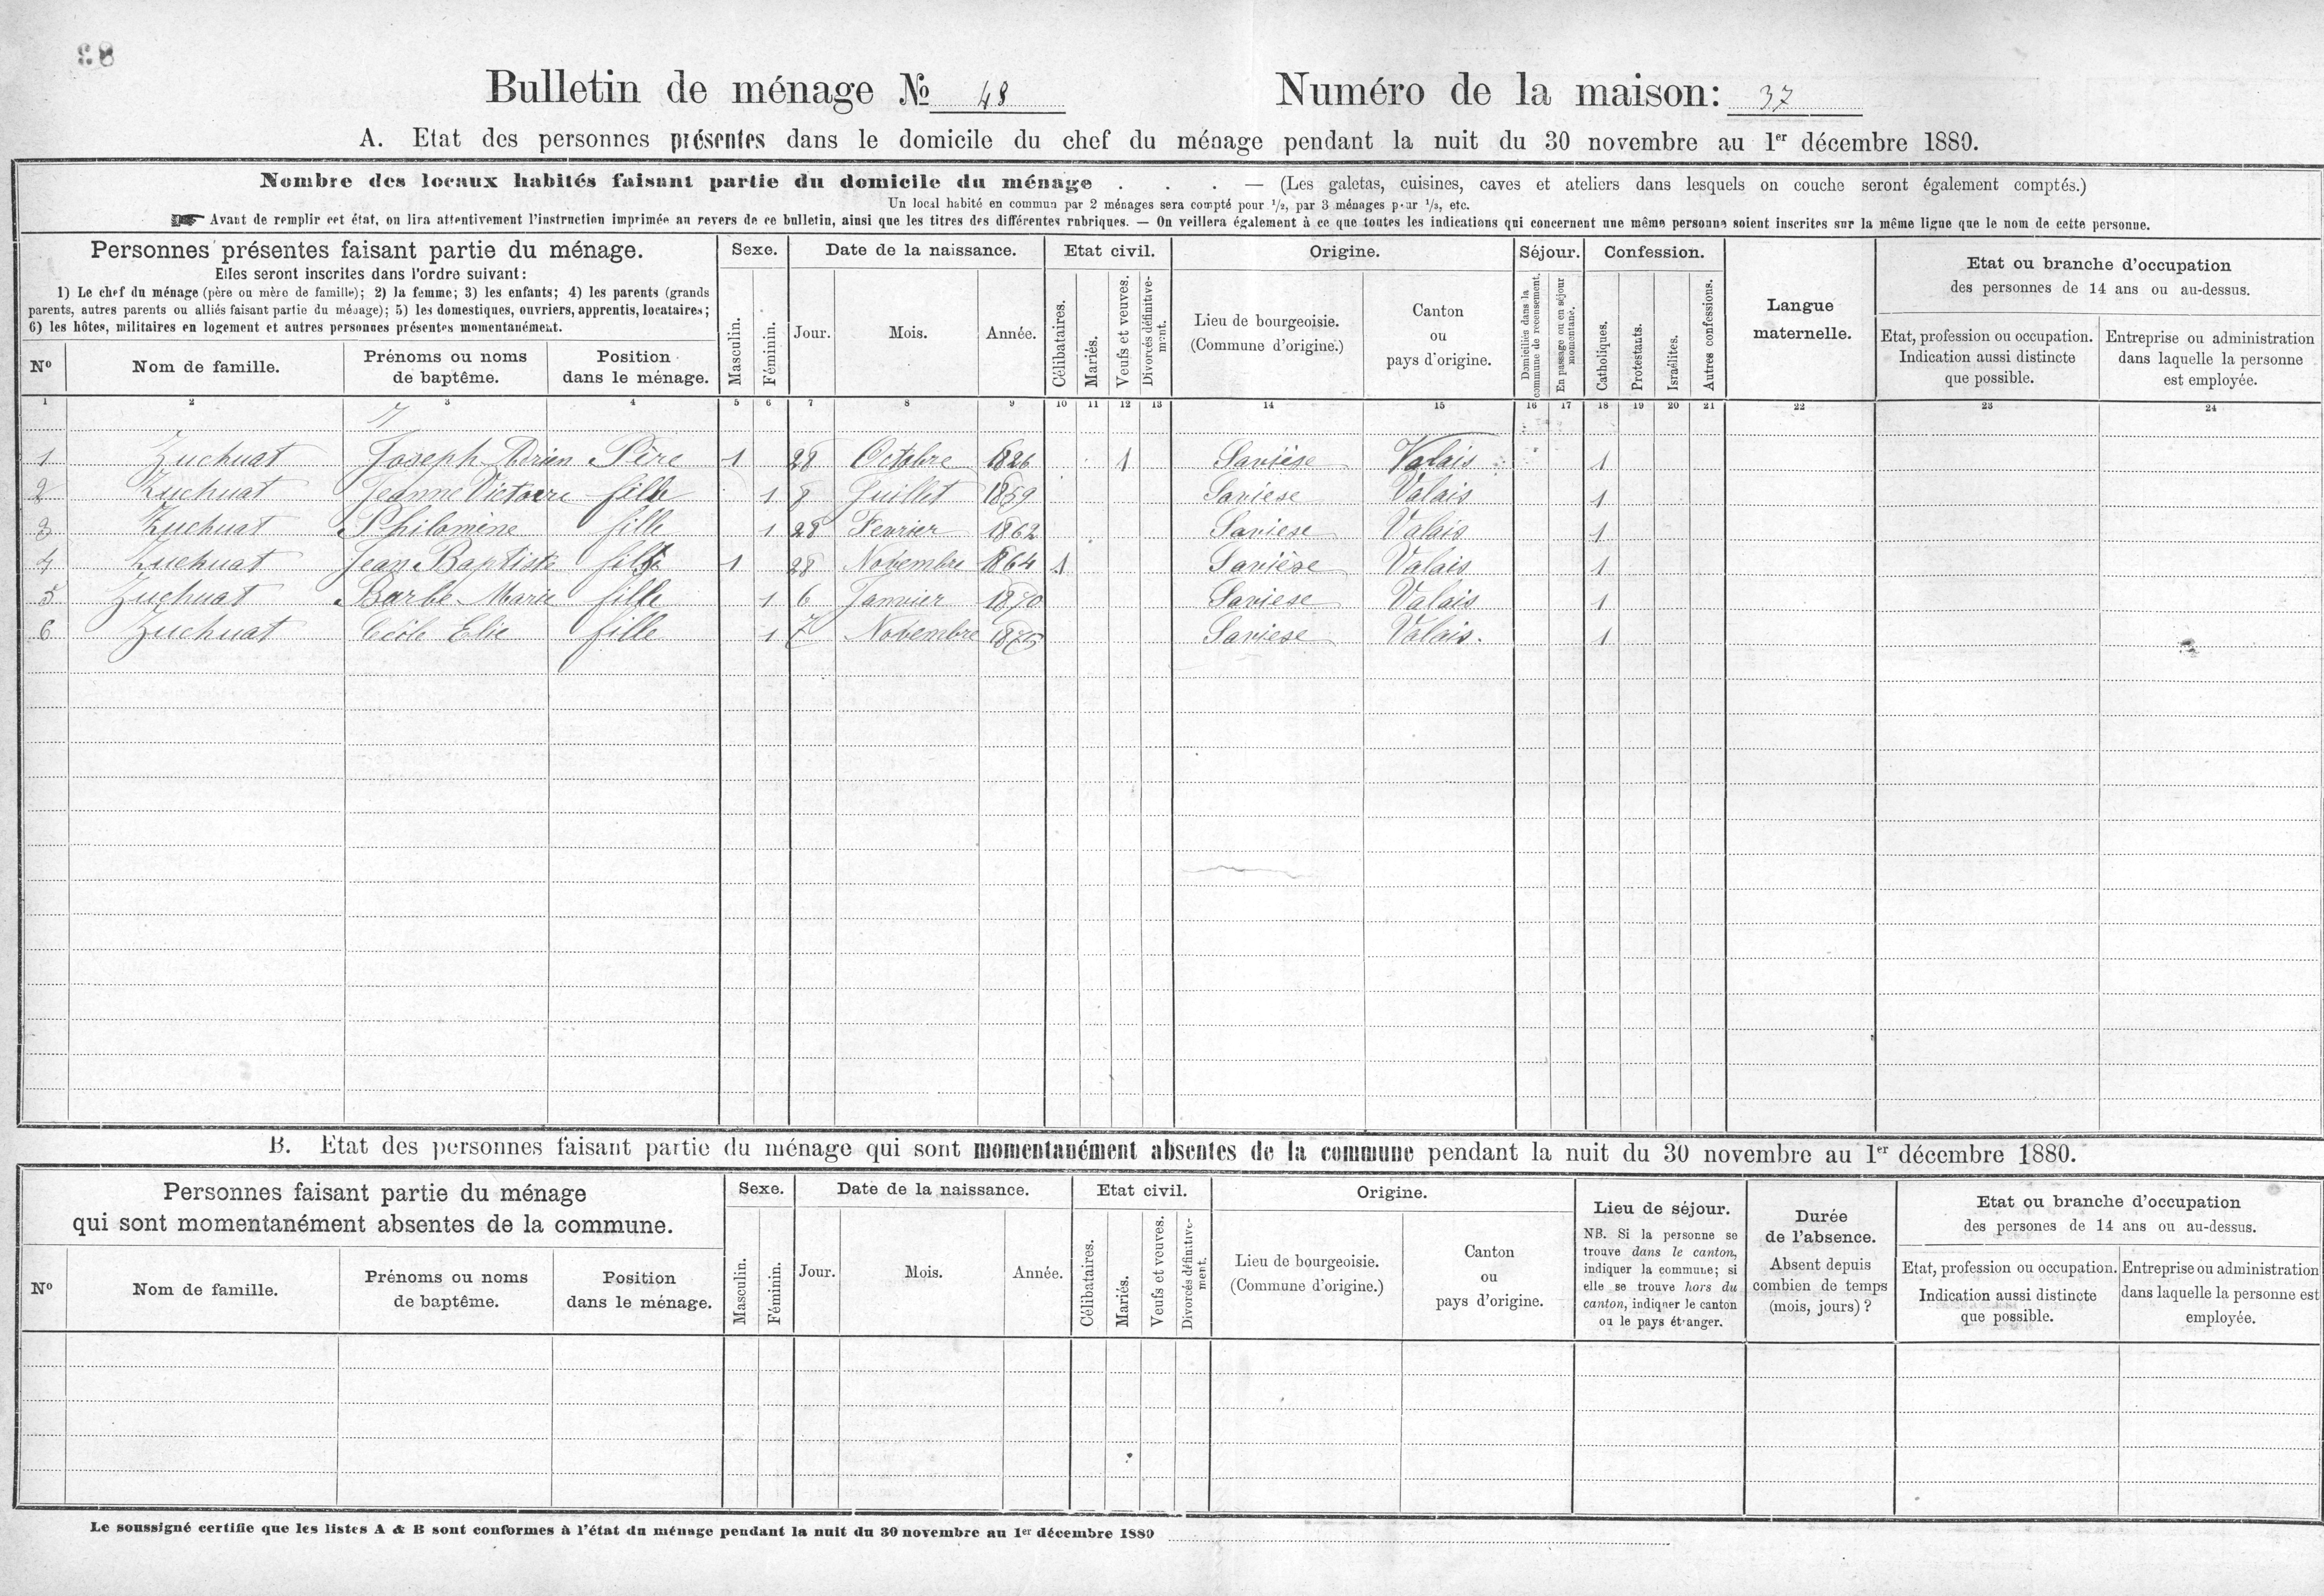 Bulletin de ménage No 48 Numéro de la maison: 37
A. Etat des personnes présentes dans le domicile du chef du ménage pendant la nuit du 30 novembre au 1er décembre 1880.
Nombre des locaux habités faisant partie du domicile du ménage . . . — (Les galetas, cuisines, caves et ateliers dans lesquels on couche seront également comptés.)
Un local habité en commun par 2 ménages sera compté pour 1/2, par 3 ménages pour 1/3, etc.
Avant de remplir cet état, on lira attentivement l'instruction imprimée au revers de ce bulletin, ainsi que les titres des différentes rubriques. — On veillera également à ce que toutes les indications qui concernent une même personne soient inscrites sur la même ligne que le nom de cette personne.
Personnes présentes faisant partie du ménage. Sexe. Date de la naissance. Etat civil. Origine. Séjour. Confession. Langue maternelle. Etat ou branche d'occupation des personnes de 14 ans ou au-dessus.
Elles seront inscrites dans l'ordre suivant:
1) Le chef du ménage (père ou mère de famille); 2) la femme; 3) les enfants; 4) les parents (grands
parents, autres parents ou alliés faisant partie du ménage); 5) les domestiques, ouvriers, apprentis, locataires;
6) les hôtes, militaires en logement et autres personnes présentes momentanément.
No Nom de famille. Prénoms ou noms de baptême. Position dans le ménage. Masculin. Féminin. Jour. Mois. Année. Célibataires. Mariés. Veufs et veuves. Divorcés définitivement. Lieu de bourgeoisie. (Commune d'origine.) Canton ou pays d'origine. Domiciliées dans la commune de recensement. En passage ou en séjour momentané. Catholiques. Protestants. Israélites. Autres confessions. Etat, profession ou occupation. Indication aussi distincte que possible. Entreprise ou administration dans laquelle la personne est employée.
1 2 3 4 5 6 7 8 9 10 11 12 13 14 15 16 17 18 19 20 21 22 23 24
1 Zuchuat Joseph Adrien Père 1 28 Octobre 1826 1 Savièse Valais 1
2 Zuchuat Jeanne Victoire fille 1 8 Juillet 1859 Saviese Valais 1
3 Zuchuat Philomène fille 1 28 Fevrier 1862 Saviese Valais 1
4 Zuchuat Jean Baptiste fils 1 28 Novembre 1864 1 Savièse Valais 1
5 Zuchuat Barbe Marie fille 1 6 Janvier 1870 Saviese Valais 1
6 Zuchuat Elie fille 1 7 Novembre 1875 Saviese Valais. 1
B. Etat des personnes faisant partie du ménage qui sont momentanément absentes de la commune pendant la nuit du 30 novembre au 1er décembre 1880.
Personnes faisant partie du ménage qui sont momentanément absentes de la commune. Sexe. Date de la naissance. Etat civil. Origine. Lieu de séjour. NB. Si la personne se trouve dans le canton, indiquer la commune; si elle se trouve hors du canton, indiquer le canton ou le pays étranger. Durée de l'absence. Absent depuis combien de temps (mois, jours) ? Etat ou branche d'occupation des persones de 14 ans ou au-dessus.
No Nom de famille. Prénoms ou noms de baptême. Position dans le ménage. Masculin. Féminin. Jour. Mois. Année. Célibataires. Mariés. Veufs et veuves. Divorcés définitivement. Lieu de bourgeoisie. (Commune d'origine.) Canton ou pays d'origine. Etat, profession ou occupation. Indication aussi distincte que possible. Entreprise ou administration dans laquelle la personne est employée.
Le soussigné certifie que les listes A & B sont conformes à l'état du ménage pendant la nuit du 30 novembre au 1er décembre 1880